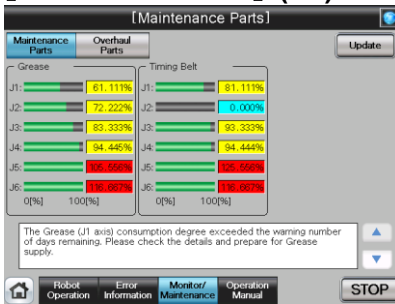 [Maintenance Parts]
Maintenance Parts
Overhaul Parts
Update
Grease
Timing Belt
J1: 61.111% J1: 81.111%
J2: 72.222% J2: 0.000%
J3: 83.333% J3: 93.333%
J4: 94.445% J4: 94.444%
J5: 105.556% J5: 125.556%
J6: 116.667% J6: 116.667%
0[%] 100[%] 0[%] 100[%]
The Grease (J1 axis) consumption degree exceeded the warning number
of days remaining. Please check the details and prepare for Grease
supply.
Robot Operation
Error Information
Monitor/ Maintenance
Operation Manual
STOP